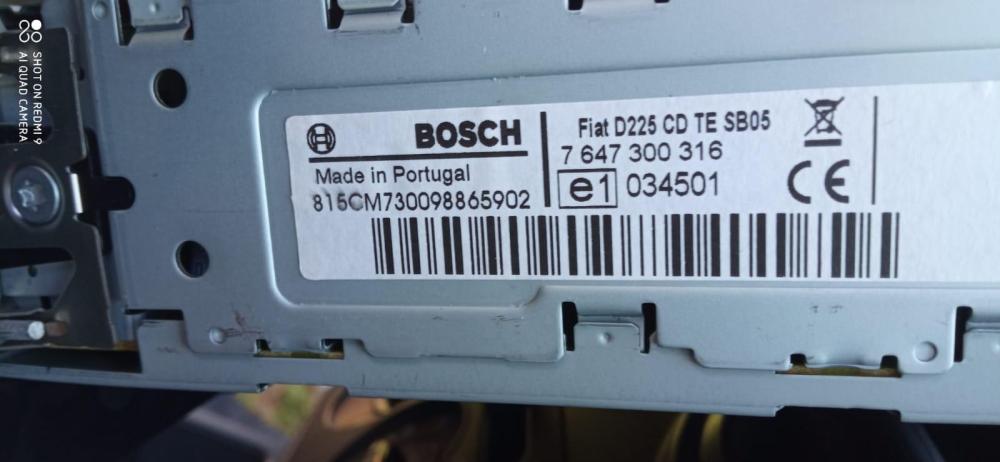 SHOT ON REDMI 9
AI QUAD CAMERA
BOSCH
Made in Portugal
815CM730098865902
Fiat D225 CD TE SB05
7 647 300 316
e1 034501
CE